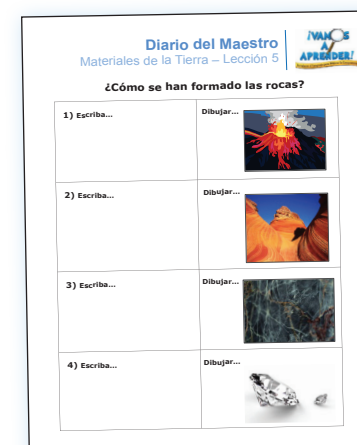 Diario del Maestro
Materiales de la Tierra – Lección 5
¡VAMOS
A
APRENDER!
¿Cómo se han formado las rocas?
1) Escriba...
Dibujar...
2) Escriba...
Dibujar...
3) Escriba...
Dibujar...
4) Escriba...
Dibujar...